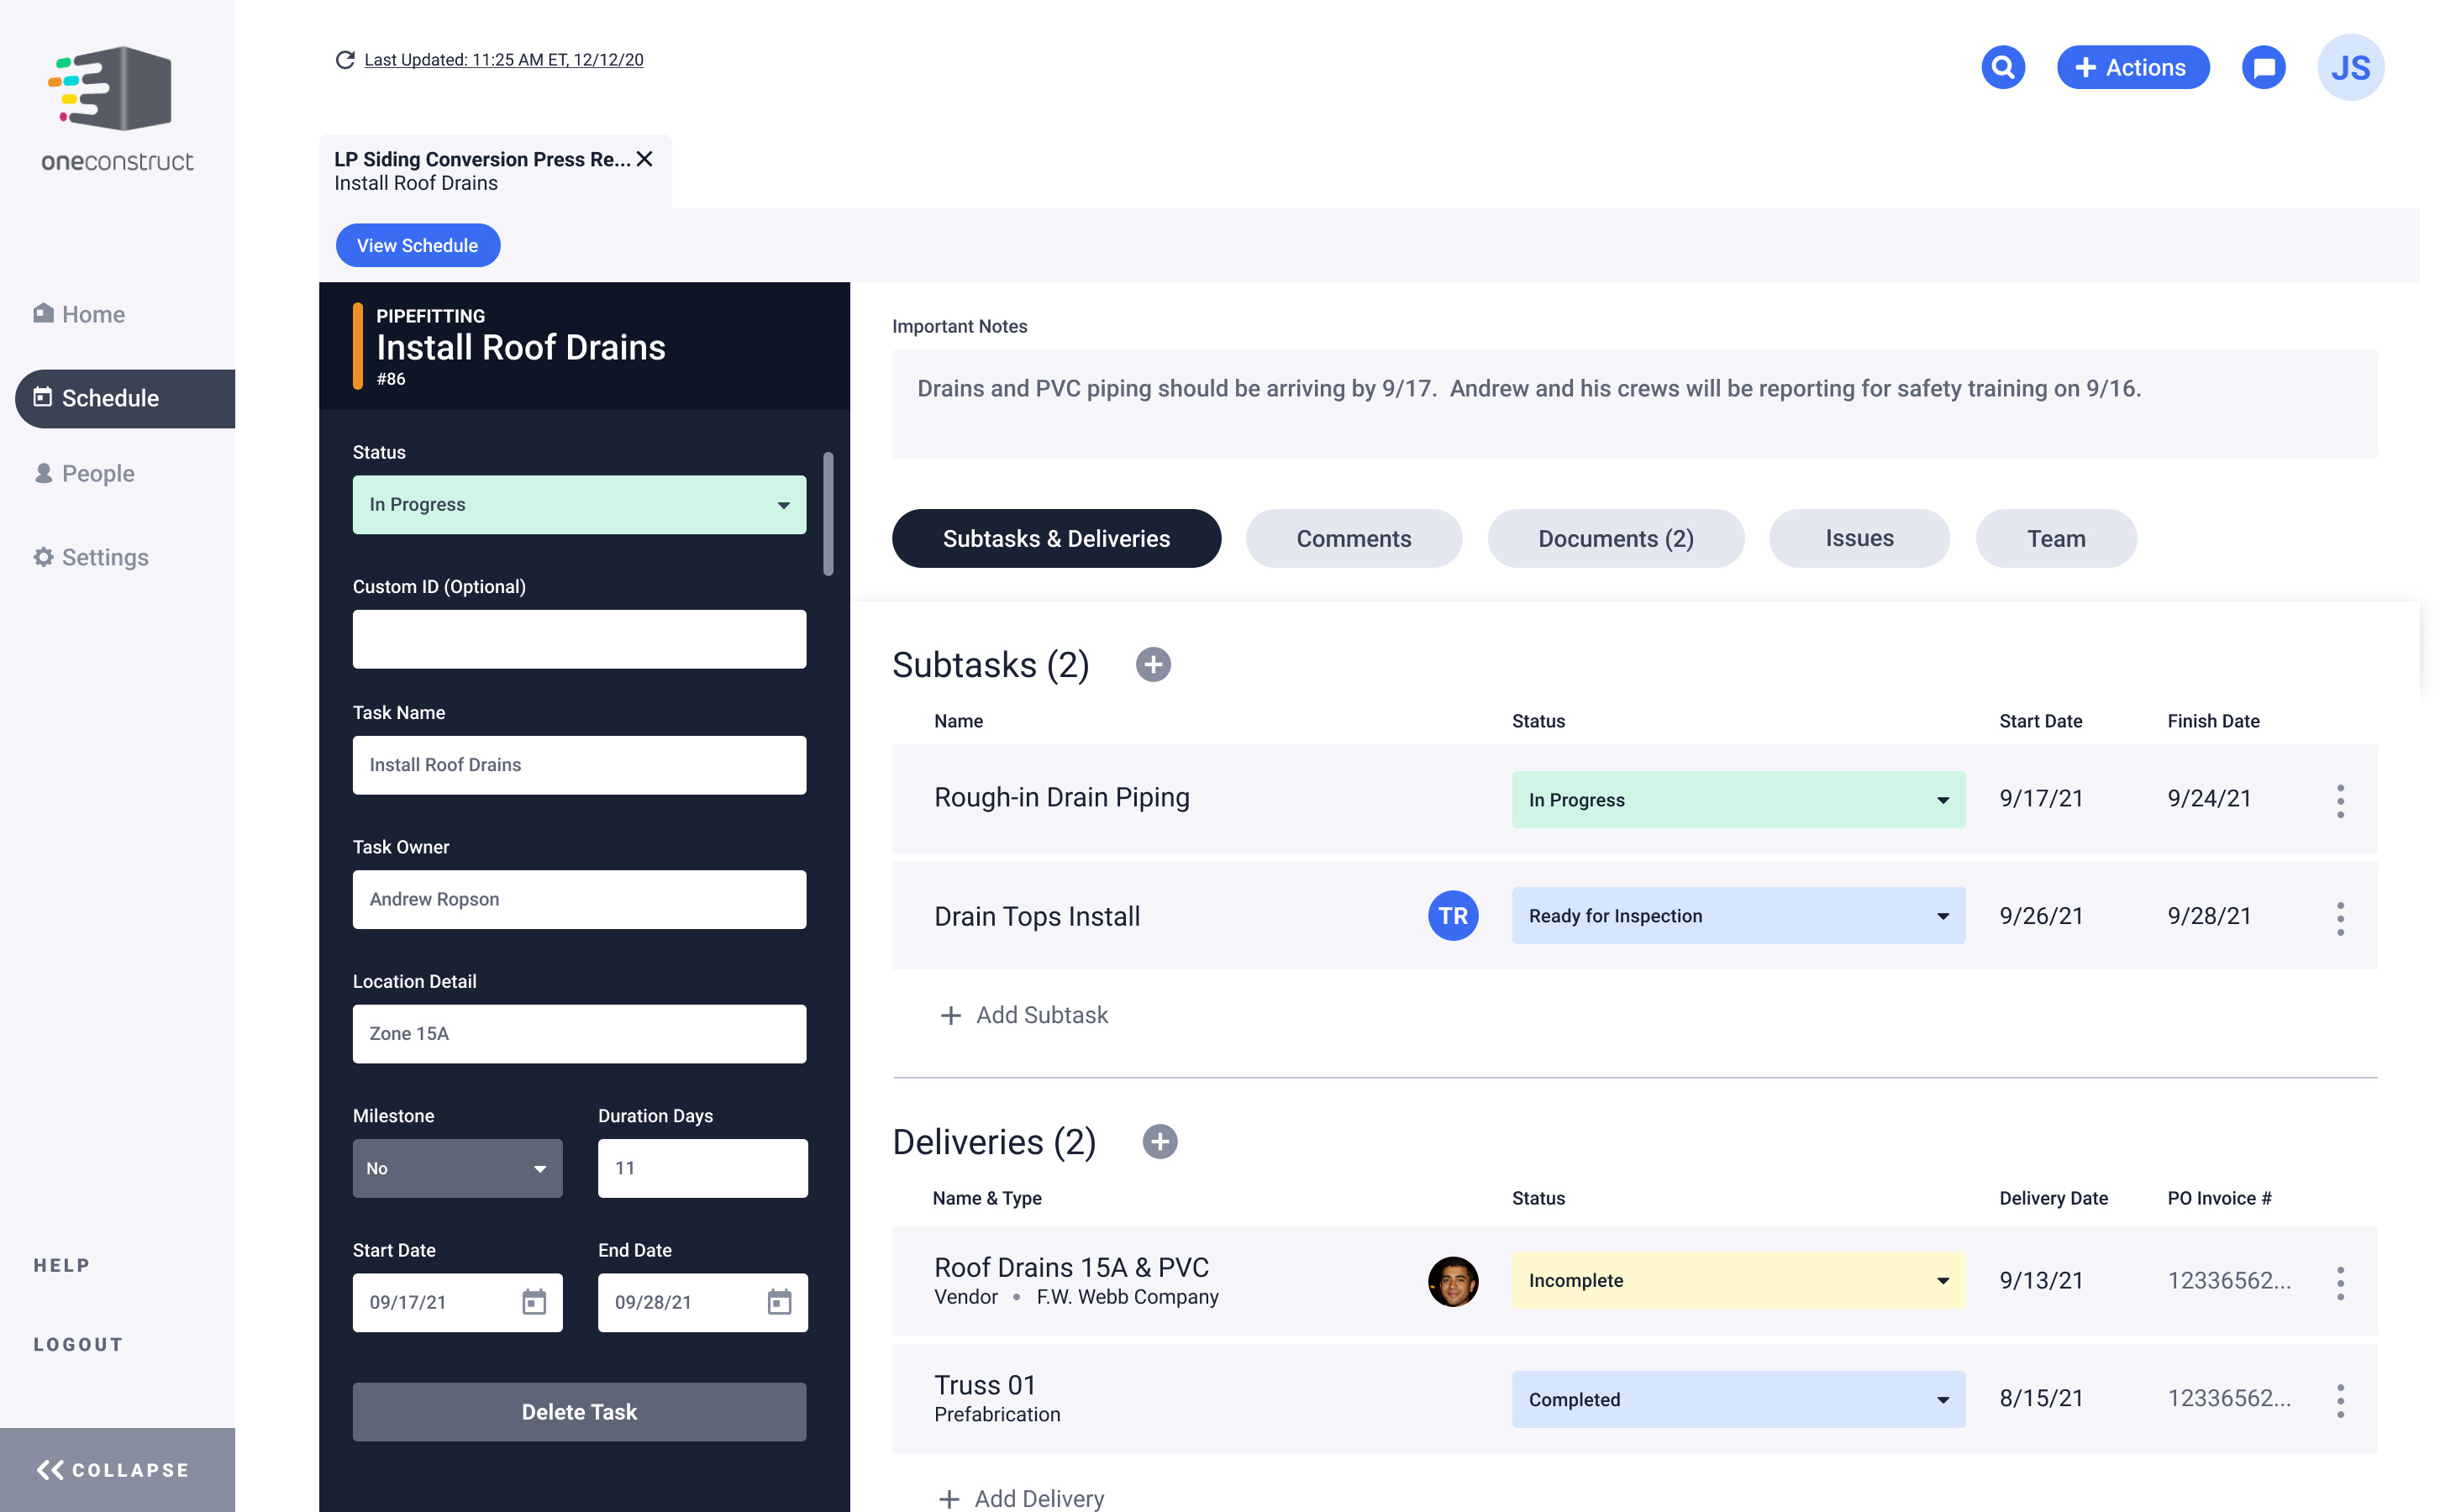 oneconstruct
Home
Schedule
People
Settings
HELP
LOGOUT
COLLAPSE
Last Updated: 11:25 AM ET, 12/12/20
Actions
JS
LP Siding Conversion Press Re...
Install Roof Drains
View Schedule
PIPEFITTING
Install Roof Drains
#86
Status
In Progress
Custom ID (Optional)
Task Name
Install Roof Drains
Task Owner
Andrew Ropson
Location Detail
Zone 15A
Milestone Duration Days
No 11
Start Date End Date
09/17/21 09/28/21
Delete Task
Important Notes
Drains and PVC piping should be arriving by 9/17.  Andrew and his crews will be reporting for safety training on 9/16.
Subtasks & Deliveries Comments Documents (2) Issues Team
Subtasks (2)
Name Status Start Date Finish Date
Rough-in Drain Piping In Progress 9/17/21 9/24/21
Drain Tops Install TR Ready for Inspection 9/26/21 9/28/21
Add Subtask
Deliveries (2)
Name & Type Status Delivery Date PO Invoice #
Roof Drains 15A & PVC Incomplete 9/13/21 12336562...
Vendor • F.W. Webb Company
Truss 01 Completed 8/15/21 12336562...
Prefabrication
Add Delivery